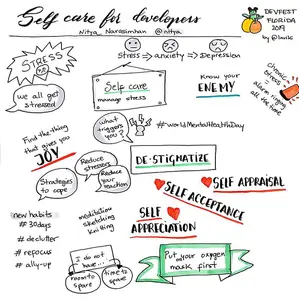 Self care for developers
Nitya Narasimhan @nitya
DEVFEST
FLORIDA
2019
STRESS
we all get
stressed
Stress → anxiety → Depression
Self care
manage stress
Know your
ENEMY
chronic
stress
=
alarm ringing
all the time
Find the thing
that gives you
JOY
what
triggers
you?
#worldMentalHealthDay
Strategies
to cope
Reduce
stressors
Reduce
your
reaction
DE-STIGMATIZE
SELF APPRAISAL
SELF ACCEPTANCE
SELF
APPRECIATION
new habits
#30days
# declutter
# refocus
# ally-up
meditation
sketching
knitting
I do not
have...
room to
spare
time to
spare
Put your oxygen
mask first